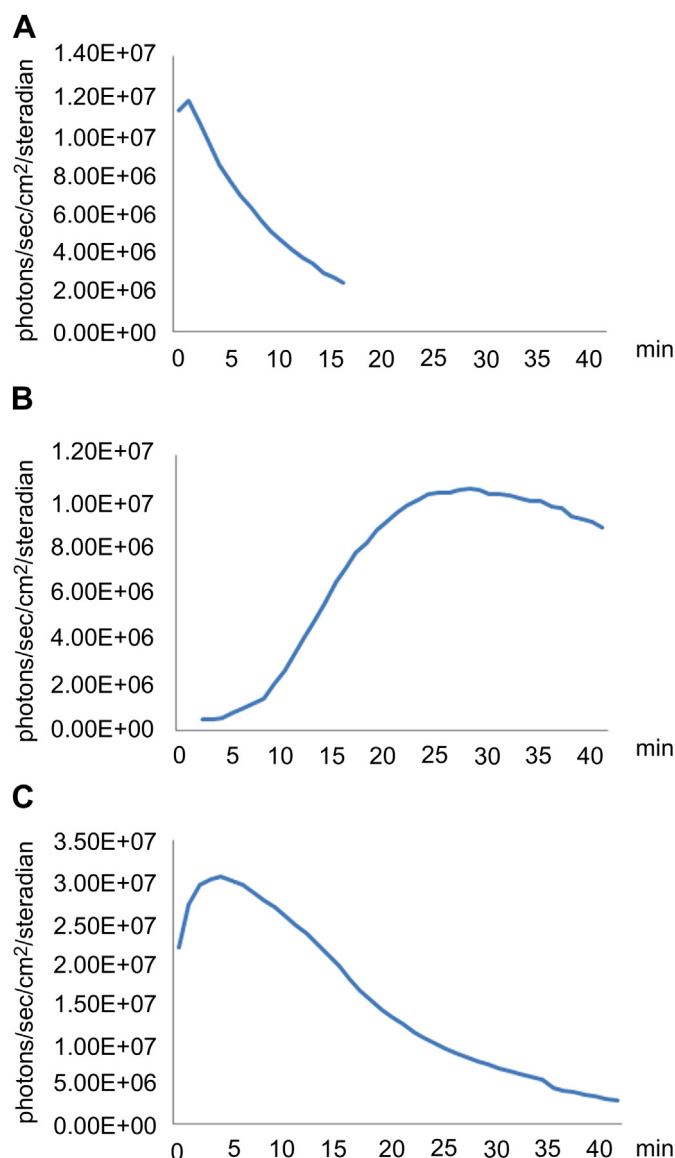 A
photons/sec/cm²/steradian
1.40E+07
1.20E+07
1.00E+07
8.00E+06
6.00E+06
4.00E+06
2.00E+06
0.00E+00
0 5 10 15 20 25 30 35 40 min
B
photons/sec/cm²/steradian
1.20E+07
1.00E+07
8.00E+06
6.00E+06
4.00E+06
2.00E+06
0.00E+00
0 5 10 15 20 25 30 35 40 min
C
photons/sec/cm²/steradian
3.50E+07
3.00E+07
2.50E+07
2.00E+07
1.50E+07
1.00E+07
5.00E+06
0.00E+00
0 5 10 15 20 25 30 35 40 min